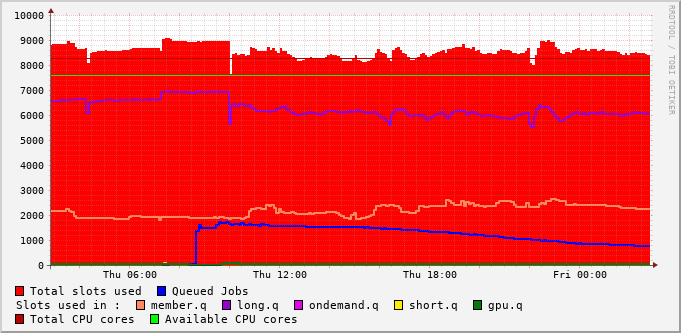 10000
9000
8000
7000
6000
5000
4000
3000
2000
1000
0
Thu 06:00 Thu 12:00 Thu 18:00 Fri 00:00
Total slots used Queued Jobs
Slots used in : member.q long.q ondemand.q short.q gpu.q
Total CPU cores Available CPU cores
RRDTOOL / TOBI OETIKER